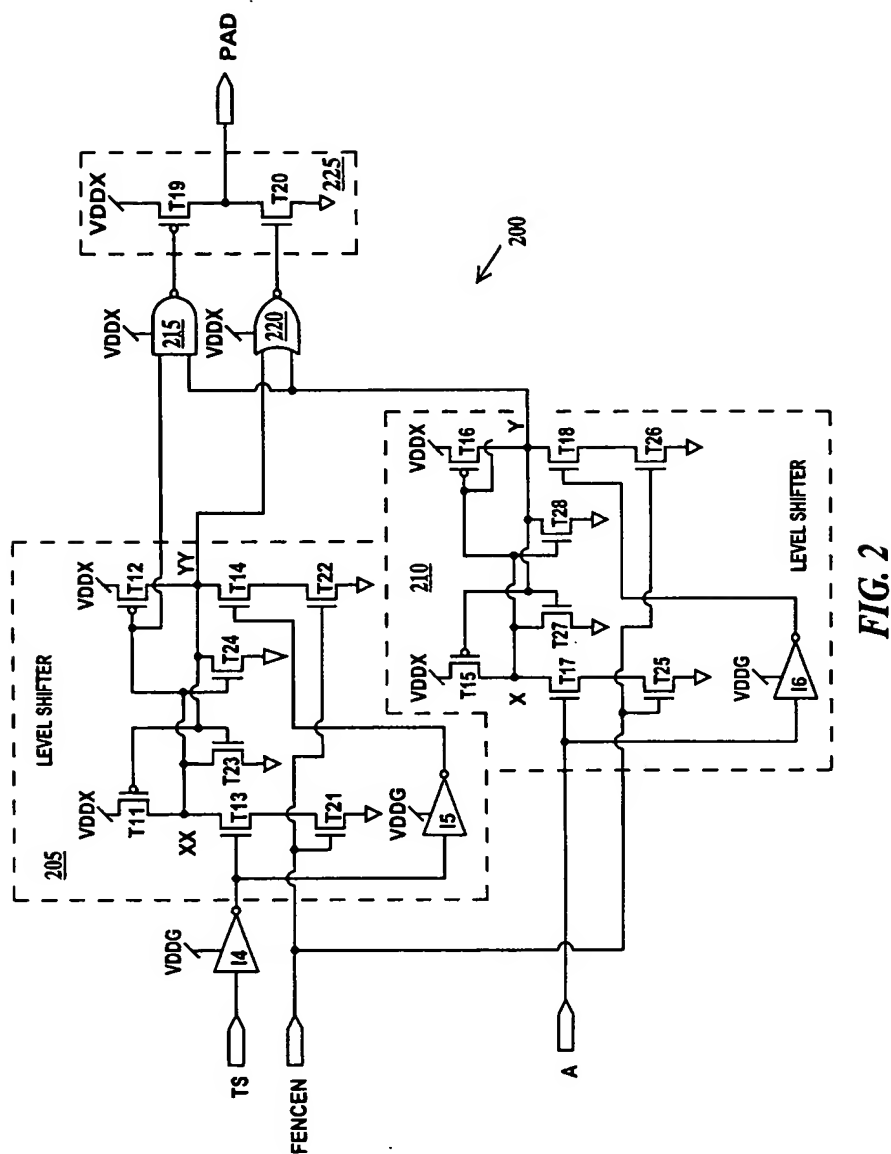 PAD
VDDX
T19
T20
225
VDDX
215
VDDX
220
200
LEVEL SHIFTER
205
VDDX
T11
XX
T13
T21
T23
T24
VDDX
T12
YY
T14
T22
VDDG
I5
VDDG
I4
TS
FENCEN
A
210
VDDX
T15
X
T17
T25
T27
T28
VDDX
T16
Y
T18
T26
VDDG
I6
LEVEL SHIFTER
FIG. 2